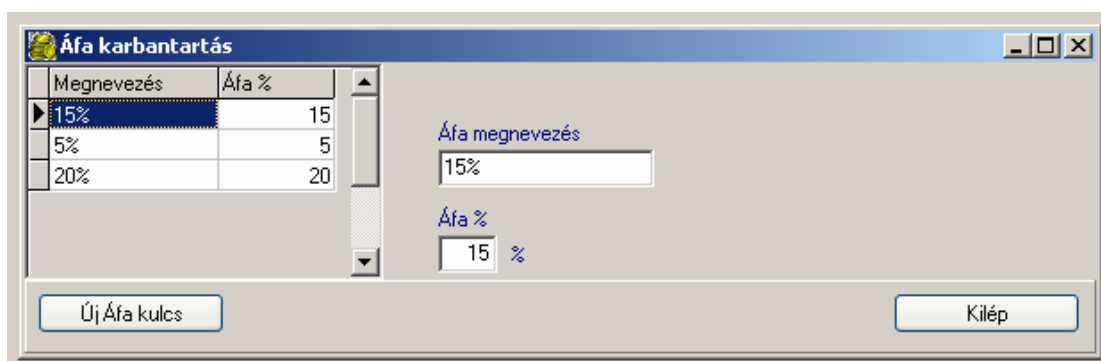 Áfa karbantartás
Megnevezés Áfa %
15% 15
5% 5
20% 20
Áfa megnevezés
15%
Áfa %
15 %
Új Áfa kulcs
Kilép